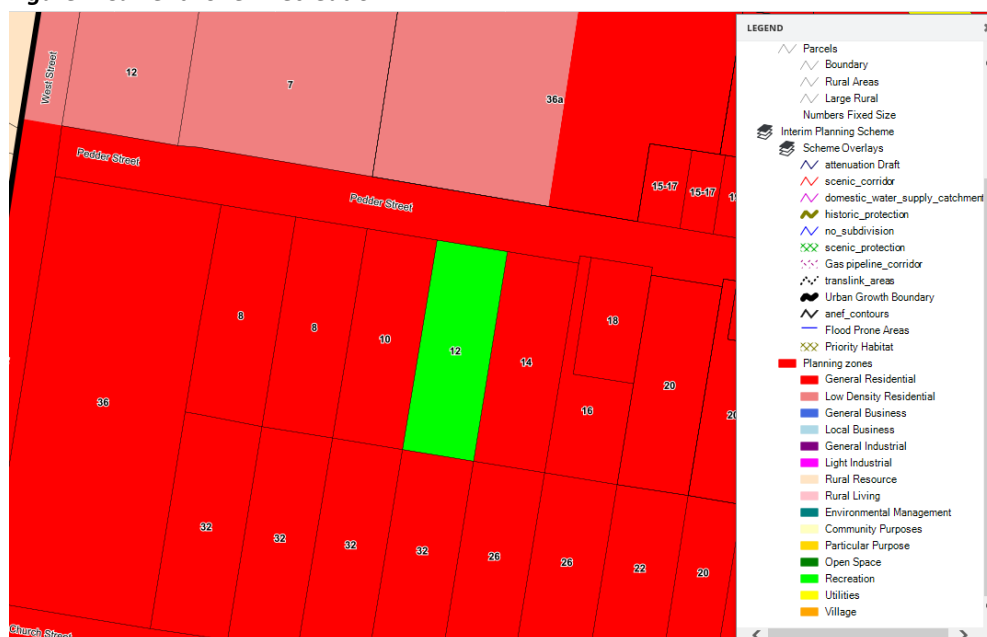 LEGEND
Parcels
Boundary
Rural Areas
Large Rural
Numbers Fixed Size
Interim Planning Scheme
Scheme Overlays
attenuation Draft
scenic_corridor
domestic_water_supply_catchment
historic_protection
no_subdivision
scenic_protection
Gas pipeline_corridor
translink_areas
Urban Growth Boundary
anef_contours
Flood Prone Areas
Priority Habitat
Planning zones
General Residential
Low Density Residential
General Business
Local Business
General Industrial
Light Industrial
Rural Resource
Rural Living
Environmental Management
Community Purposes
Particular Purpose
Open Space
Recreation
Utilities
Village
West Street
12
7
36a
Pedder Street
Pedder Street
15-17
15-17
8
8
10
12
14
18
16
20
36
32
32
32
32
26
26
22
20
Church Street